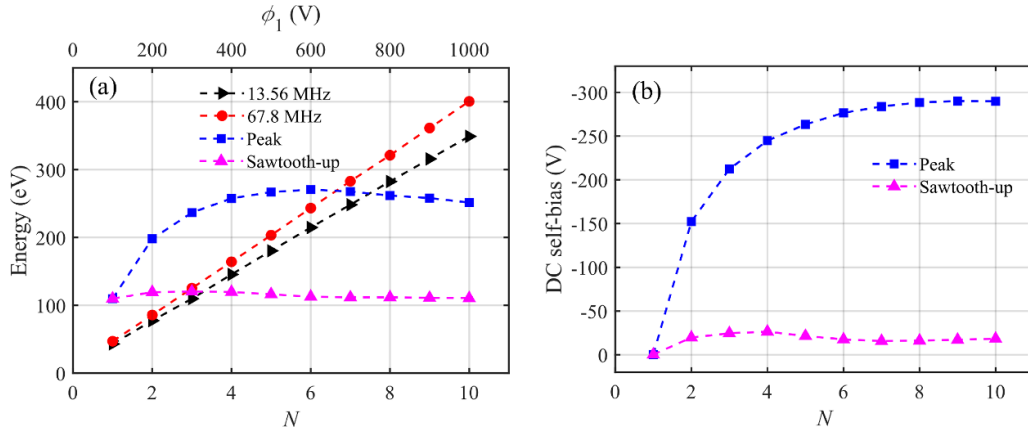 ϕ₁ (V)
0 200 400 600 800 1000
(a)
13.56 MHz
67.8 MHz
Peak
Sawtooth-up
Energy (eV)
400
300
200
100
0
0 2 4 6 8 10
N
(b)
Peak
Sawtooth-up
DC self-bias (V)
-300
-250
-200
-150
-100
-50
0
0 2 4 6 8 10
N